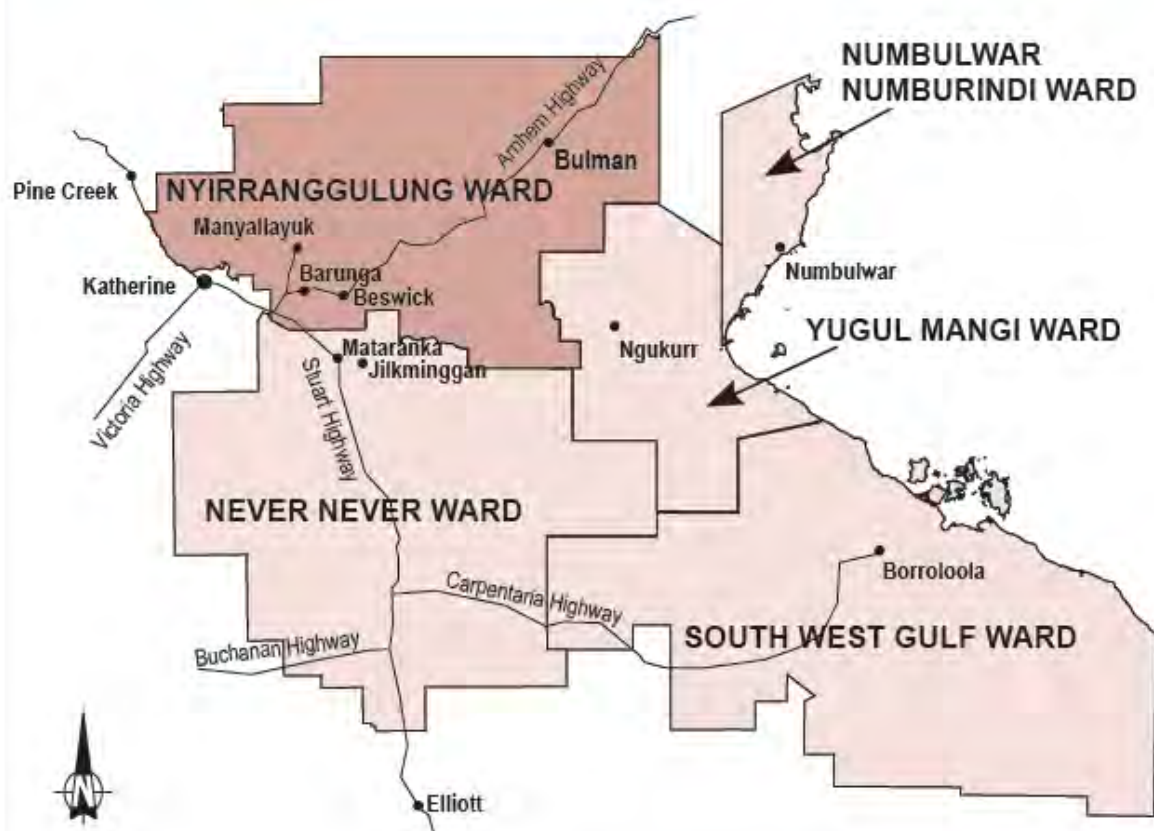 NUMBULWAR
NUMBURINDI WARD
Arnhem Highway
Bulman
Pine Creek
NYIRRANGGULUNG WARD
Manyallayuk
Numbulwar
Katherine
Barunga
Beswick
YUGUL MANGI WARD
Ngukurr
Mataranka
Jilkminggan
Victoria Highway
Stuart Highway
NEVER NEVER WARD
Borroloola
Carpentaria Highway
SOUTH WEST GULF WARD
Buchanan Highway
N
Elliott